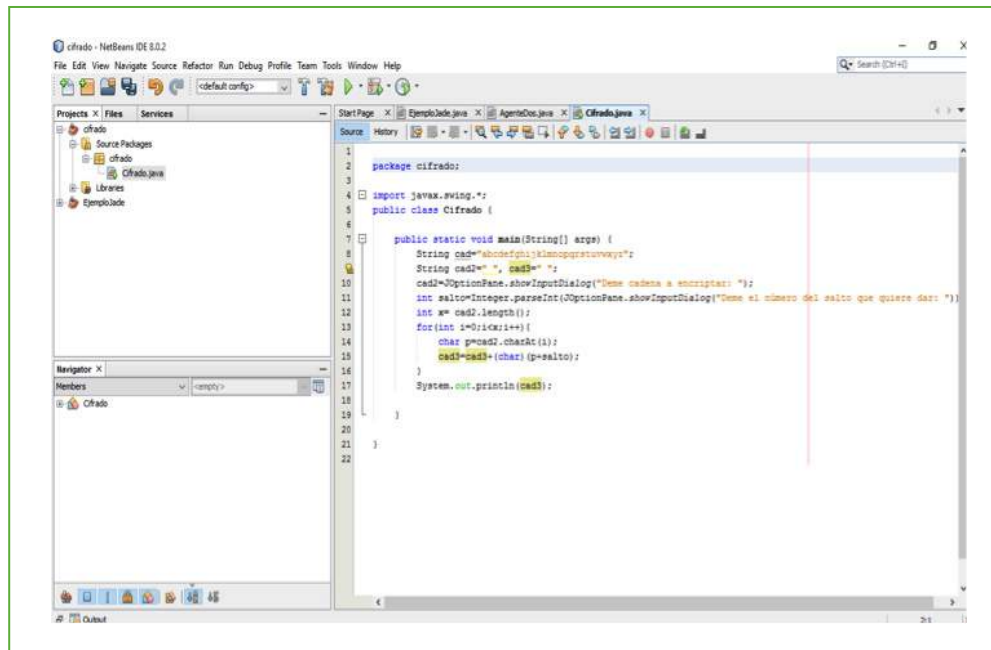 cifrado - NetBeans IDE 8.0.2
File Edit View Navigate Source Refactor Run Debug Profile Team Tools Window Help
Search (Ctrl+I)
<default config>
Projects X Files Services
Start Page X EjemploJade.java X AgenteDos.java X Cifrado.java X
Source History
cifrado
Source Packages
cifrado
Cifrado.java
Libraries
EjemploJade
1
2 package cifrado;
3
4 import javax.swing.*;
5 public class Cifrado {
6
7 public static void main(String[] args) {
8 String cad="abcdefghijklmnopqrstuvwxyz";
String cad2=" ", cad3=" ";
10 cad2=JOptionPane.showInputDialog("Deme cadena a encriptar: ");
11 int salto=Integer.parseInt(JOptionPane.showInputDialog("Deme el número del salto que quiere dar: "))
12 int x= cad2.length();
13 for(int i=0;i<x;i++){
14 char p=cad2.charAt(i);
15 cad3=cad3+(char)(p+salto);
16 }
17 System.out.println(cad3);
18
19 }
20
21 }
22
Navigator X
Members <empty>
Cifrado
Output
2:1